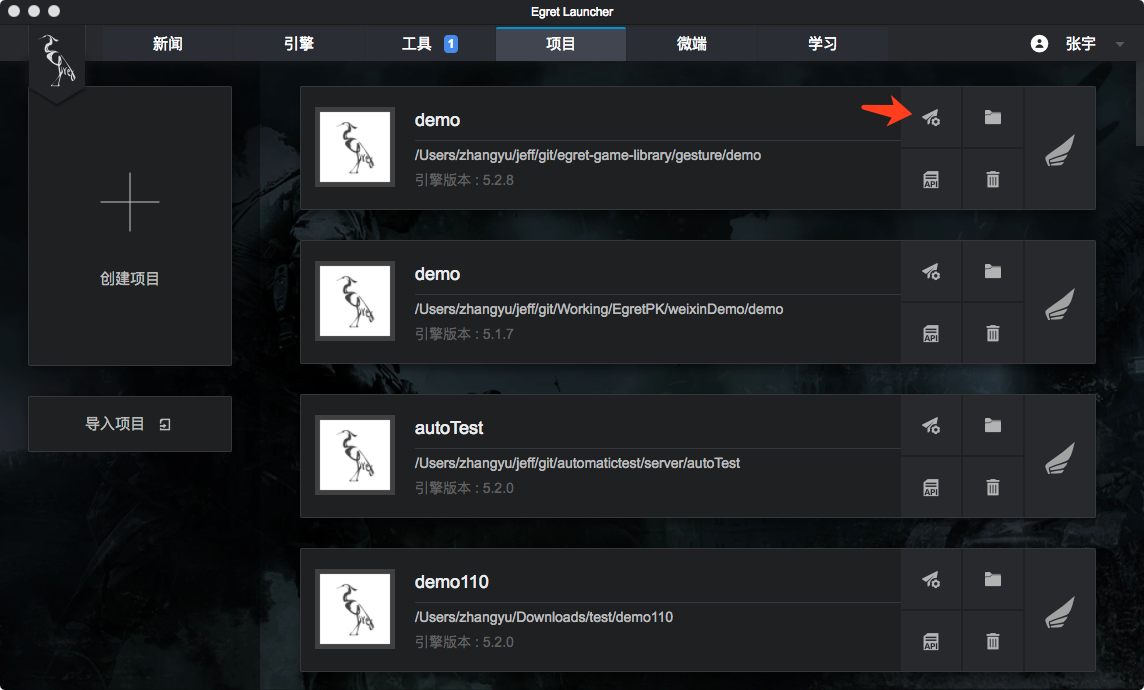 Egret Launcher
新闻
引擎
工具 1
项目
微端
学习
张宇
创建项目
导入项目
demo
/Users/zhangyu/jeff/git/egret-game-library/gesture/demo
引擎版本 : 5.2.8
API
demo
/Users/zhangyu/jeff/git/Working/EgretPK/weixinDemo/demo
引擎版本 : 5.1.7
API
autoTest
/Users/zhangyu/jeff/git/automatictest/server/autoTest
引擎版本 : 5.2.0
API
demo110
/Users/zhangyu/Downloads/test/demo110
引擎版本 : 5.2.0
API